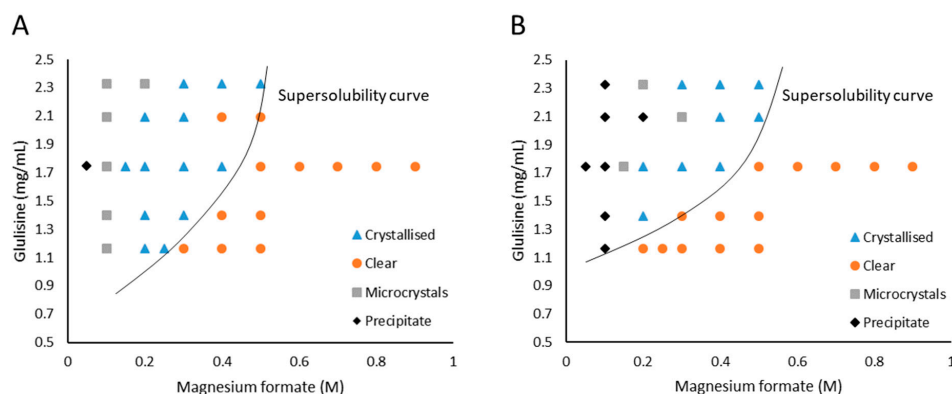 A
2.5
2.3
2.1
1.9
1.7
1.5
1.3
1.1
0.9
0.7
0.5
Glulisine (mg/mL)
0
0.2
0.4
0.6
0.8
1
Magnesium formate (M)
Supersolubility curve
Crystallised
Clear
Microcrystals
Precipitate
B
2.5
2.3
2.1
1.9
1.7
1.5
1.3
1.1
0.9
0.7
0.5
Glulisine (mg/mL)
0
0.2
0.4
0.6
0.8
1
Magnesium formate (M)
Supersolubility curve
Crystallised
Clear
Microcrystals
Precipitate